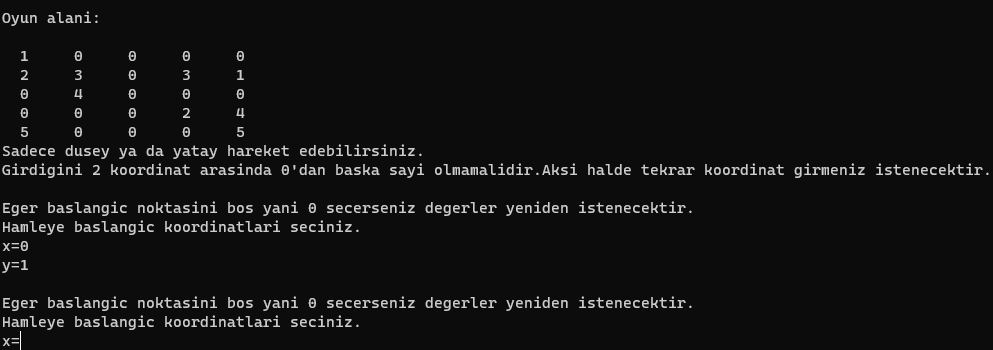 Oyun alani:
1 0 0 0 0
2 3 0 3 1
0 4 0 0 0
0 0 0 2 4
5 0 0 0 5
Sadece dusey ya da yatay hareket edebilirsiniz.
Girdigini 2 koordinat arasinda 0'dan baska sayi olmamalidir.Aksi halde tekrar koordinat girmeniz istenecektir.
Eger baslangic noktasini bos yani 0 secerseniz degerler yeniden istenecektir.
Hamleye baslangic koordinatlari seciniz.
x=0
y=1
Eger baslangic noktasini bos yani 0 secerseniz degerler yeniden istenecektir.
Hamleye baslangic koordinatlari seciniz.
x=